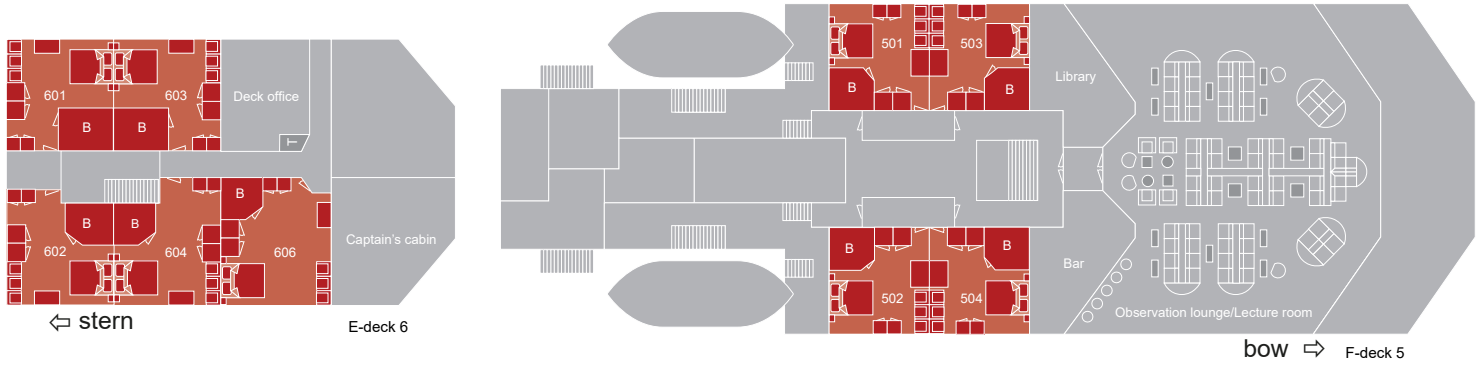 601
603
Deck office
B
B
T
B
B
B
602
604
606
Captain's cabin
⇦ stern
E-deck 6
501
503
B
B
Library
B
B
502
504
Bar
Observation lounge/Lecture room
bow ⇨
F-deck 5